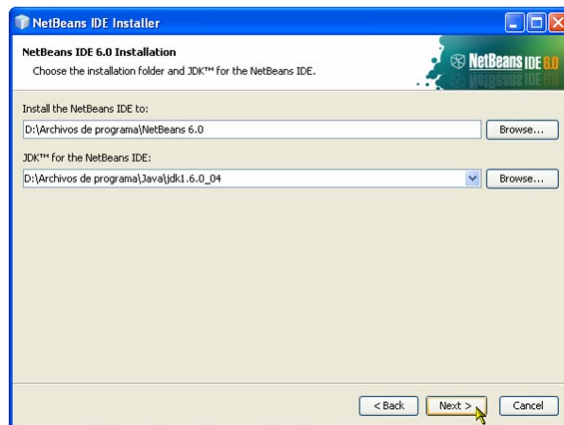 NetBeans IDE Installer
NetBeans IDE 6.0 Installation
Choose the installation folder and JDK™ for the NetBeans IDE.
NetBeans IDE 6.0
Install the NetBeans IDE to:
D:\Archivos de programa\NetBeans 6.0
Browse...
JDK™ for the NetBeans IDE:
D:\Archivos de programa\Java\jdk1.6.0_04
Browse...
< Back
Next >
Cancel